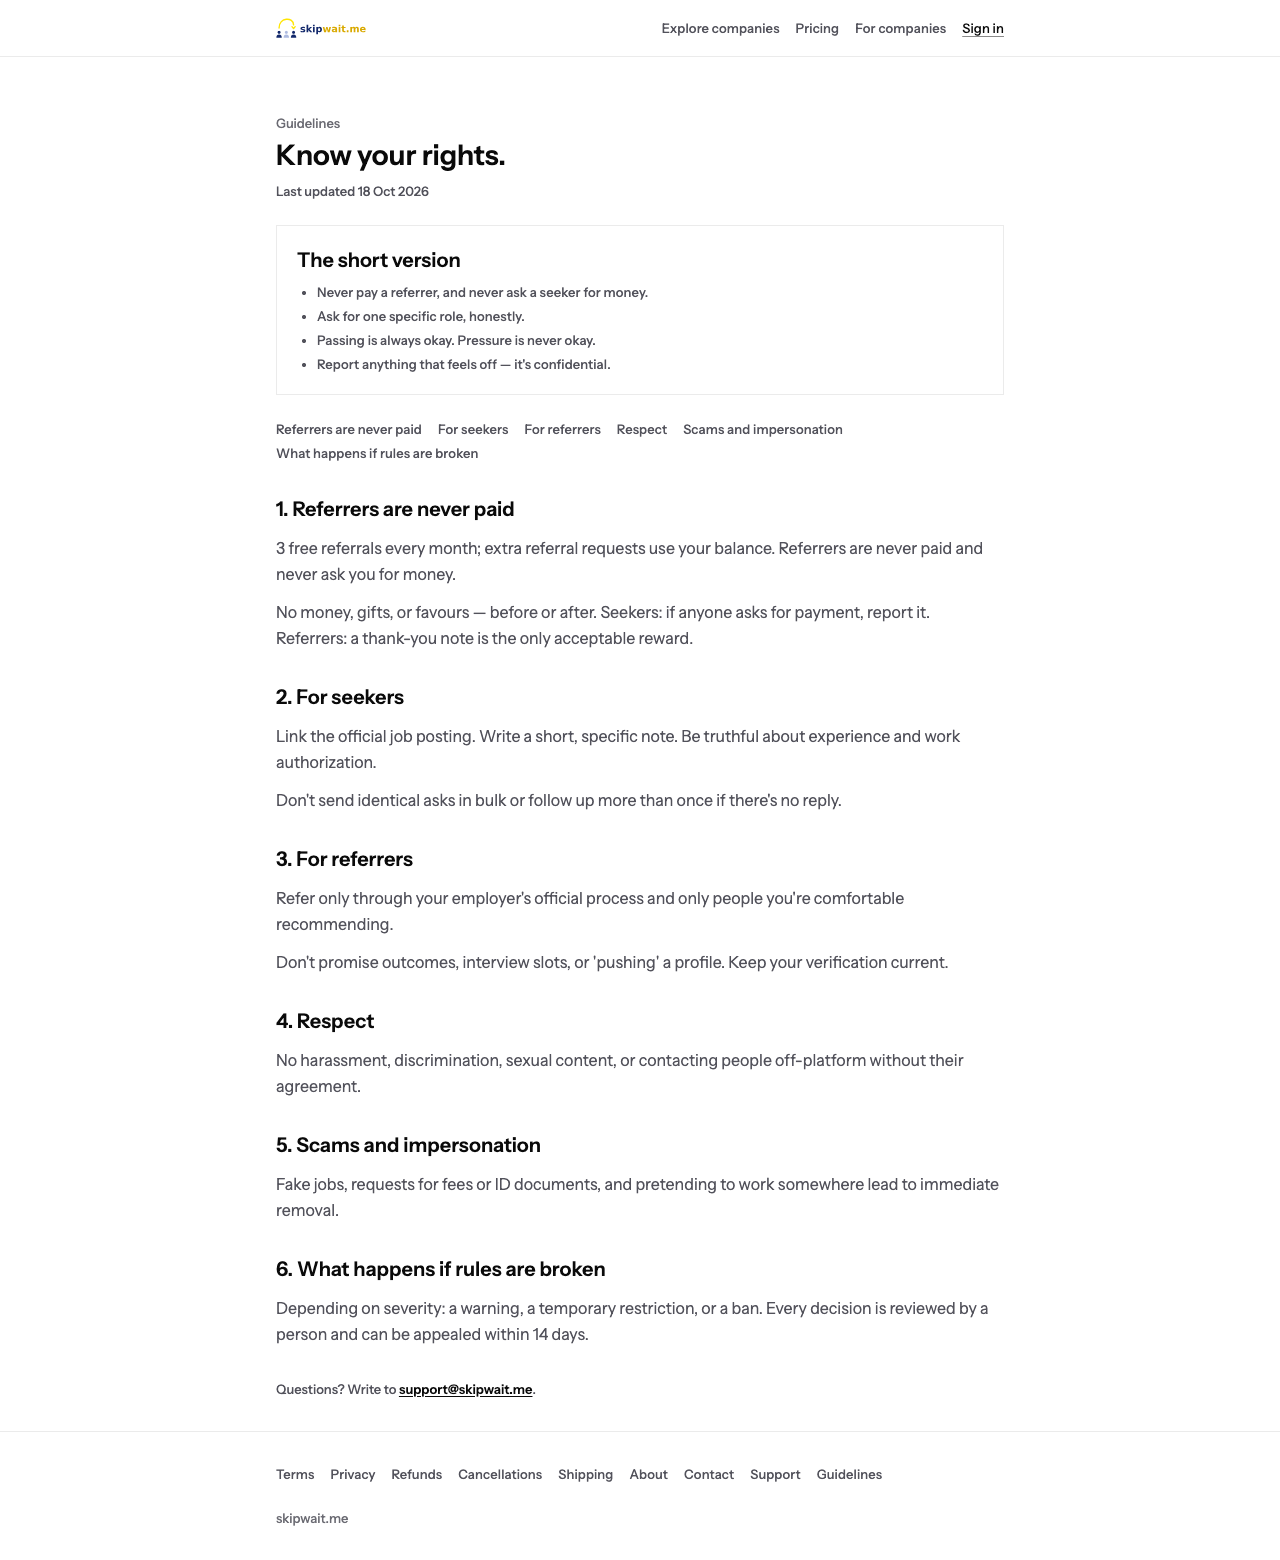 skipwait.me
Explore companies Pricing For companies Sign in
Guidelines
Know your rights.
Last updated 18 Oct 2026
The short version
• Never pay a referrer, and never ask a seeker for money.
• Ask for one specific role, honestly.
• Passing is always okay. Pressure is never okay.
• Report anything that feels off — it's confidential.
Referrers are never paid For seekers For referrers Respect Scams and impersonation
What happens if rules are broken
1. Referrers are never paid
3 free referrals every month; extra referral requests use your balance. Referrers are never paid and
never ask you for money.
No money, gifts, or favours — before or after. Seekers: if anyone asks for payment, report it.
Referrers: a thank-you note is the only acceptable reward.
2. For seekers
Link the official job posting. Write a short, specific note. Be truthful about experience and work
authorization.
Don't send identical asks in bulk or follow up more than once if there's no reply.
3. For referrers
Refer only through your employer's official process and only people you're comfortable
recommending.
Don't promise outcomes, interview slots, or 'pushing' a profile. Keep your verification current.
4. Respect
No harassment, discrimination, sexual content, or contacting people off-platform without their
agreement.
5. Scams and impersonation
Fake jobs, requests for fees or ID documents, and pretending to work somewhere lead to immediate
removal.
6. What happens if rules are broken
Depending on severity: a warning, a temporary restriction, or a ban. Every decision is reviewed by a
person and can be appealed within 14 days.
Questions? Write to support@skipwait.me.
Terms Privacy Refunds Cancellations Shipping About Contact Support Guidelines
skipwait.me